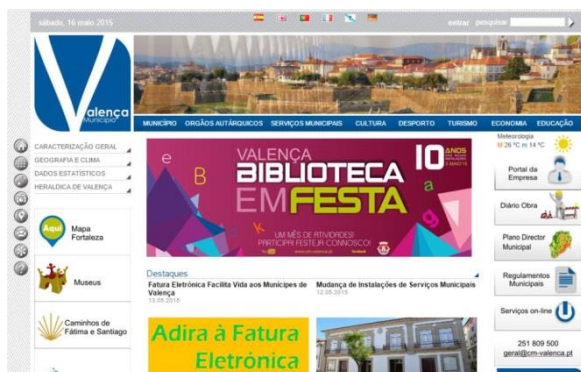 sábado, 16 maio 2015
entrar pesquisar
Valença
Município
MUNICÍPIO ORGÃOS AUTÁRQUICOS SERVIÇOS MUNICIPAIS CULTURA DESPORTO TURISMO ECONOMIA EDUCAÇÃO
CARACTERIZAÇÃO GERAL
GEOGRAFIA E CLIMA
DADOS ESTATÍSTICOS
HERALDICA DE VALENÇA
Aqui
Mapa
Fortaleza
Museus
Caminhos de
Fátima e Santiago
VALENÇA
BIBLIOTECA
EM FESTA
10 ANOS
UM MÊS DE ATIVIDADES!
PARTICIPA! FESTEJA CONNOSCO!
Destaques
Fatura Eletrónica Facilita Vida aos Munícipes de
Valença
13.05.2015
Mudança de Instalações de Serviços Municipais
12.05.2015
Adira à Fatura
Eletrónica
Meteorologia
M 26 ºC m 14 ºC
Portal da
Empresa
Diário Obra
Plano Director
Municipal
Regulamentos
Municipais
Serviços on-line
251 809 500
geral@cm-valenca.pt